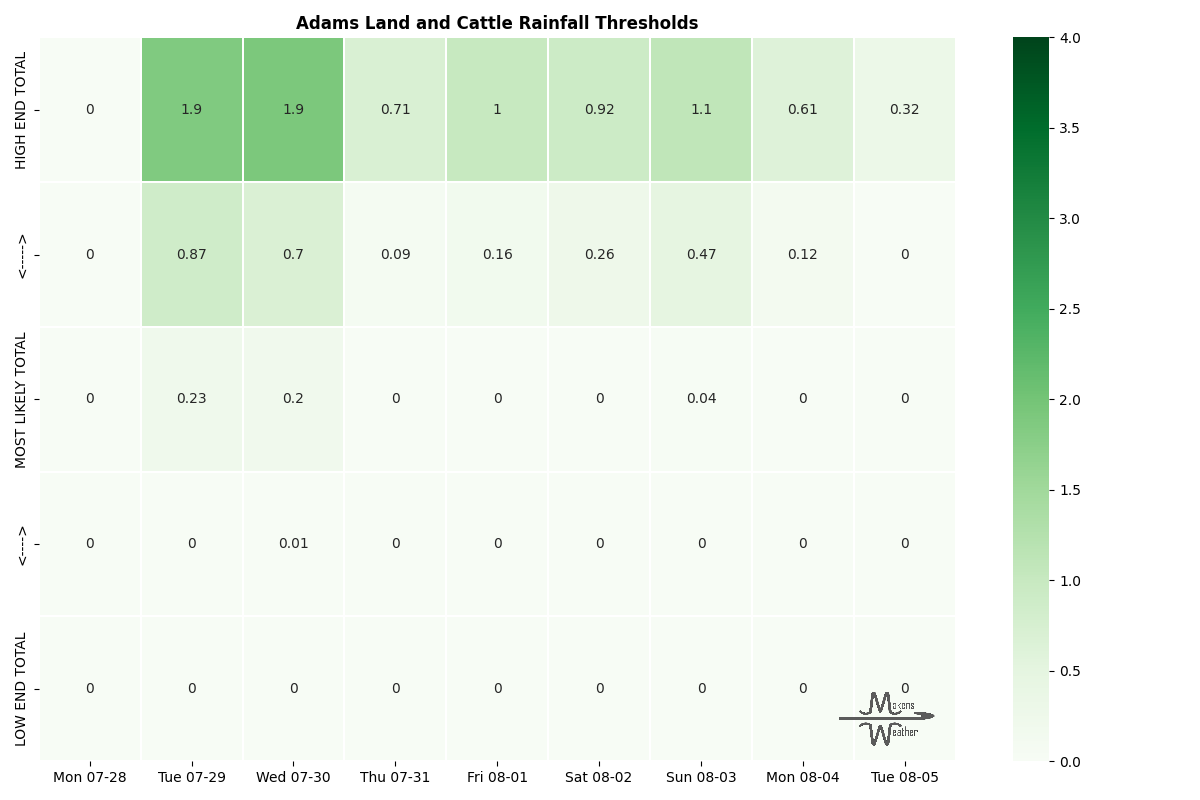 Adams Land and Cattle Rainfall Thresholds
HIGH END TOTAL
0 1.9 1.9 0.71 1 0.92 1.1 0.61 0.32
<----->
0 0.87 0.7 0.09 0.16 0.26 0.47 0.12 0
MOST LIKELY TOTAL
0 0.23 0.2 0 0 0 0.04 0 0
<---->
0 0 0.01 0 0 0 0 0 0
LOW END TOTAL
0 0 0 0 0 0 0 0 0
Makens
Weather
Mon 07-28 Tue 07-29 Wed 07-30 Thu 07-31 Fri 08-01 Sat 08-02 Sun 08-03 Mon 08-04 Tue 08-05
4.0
3.5
3.0
2.5
2.0
1.5
1.0
0.5
0.0